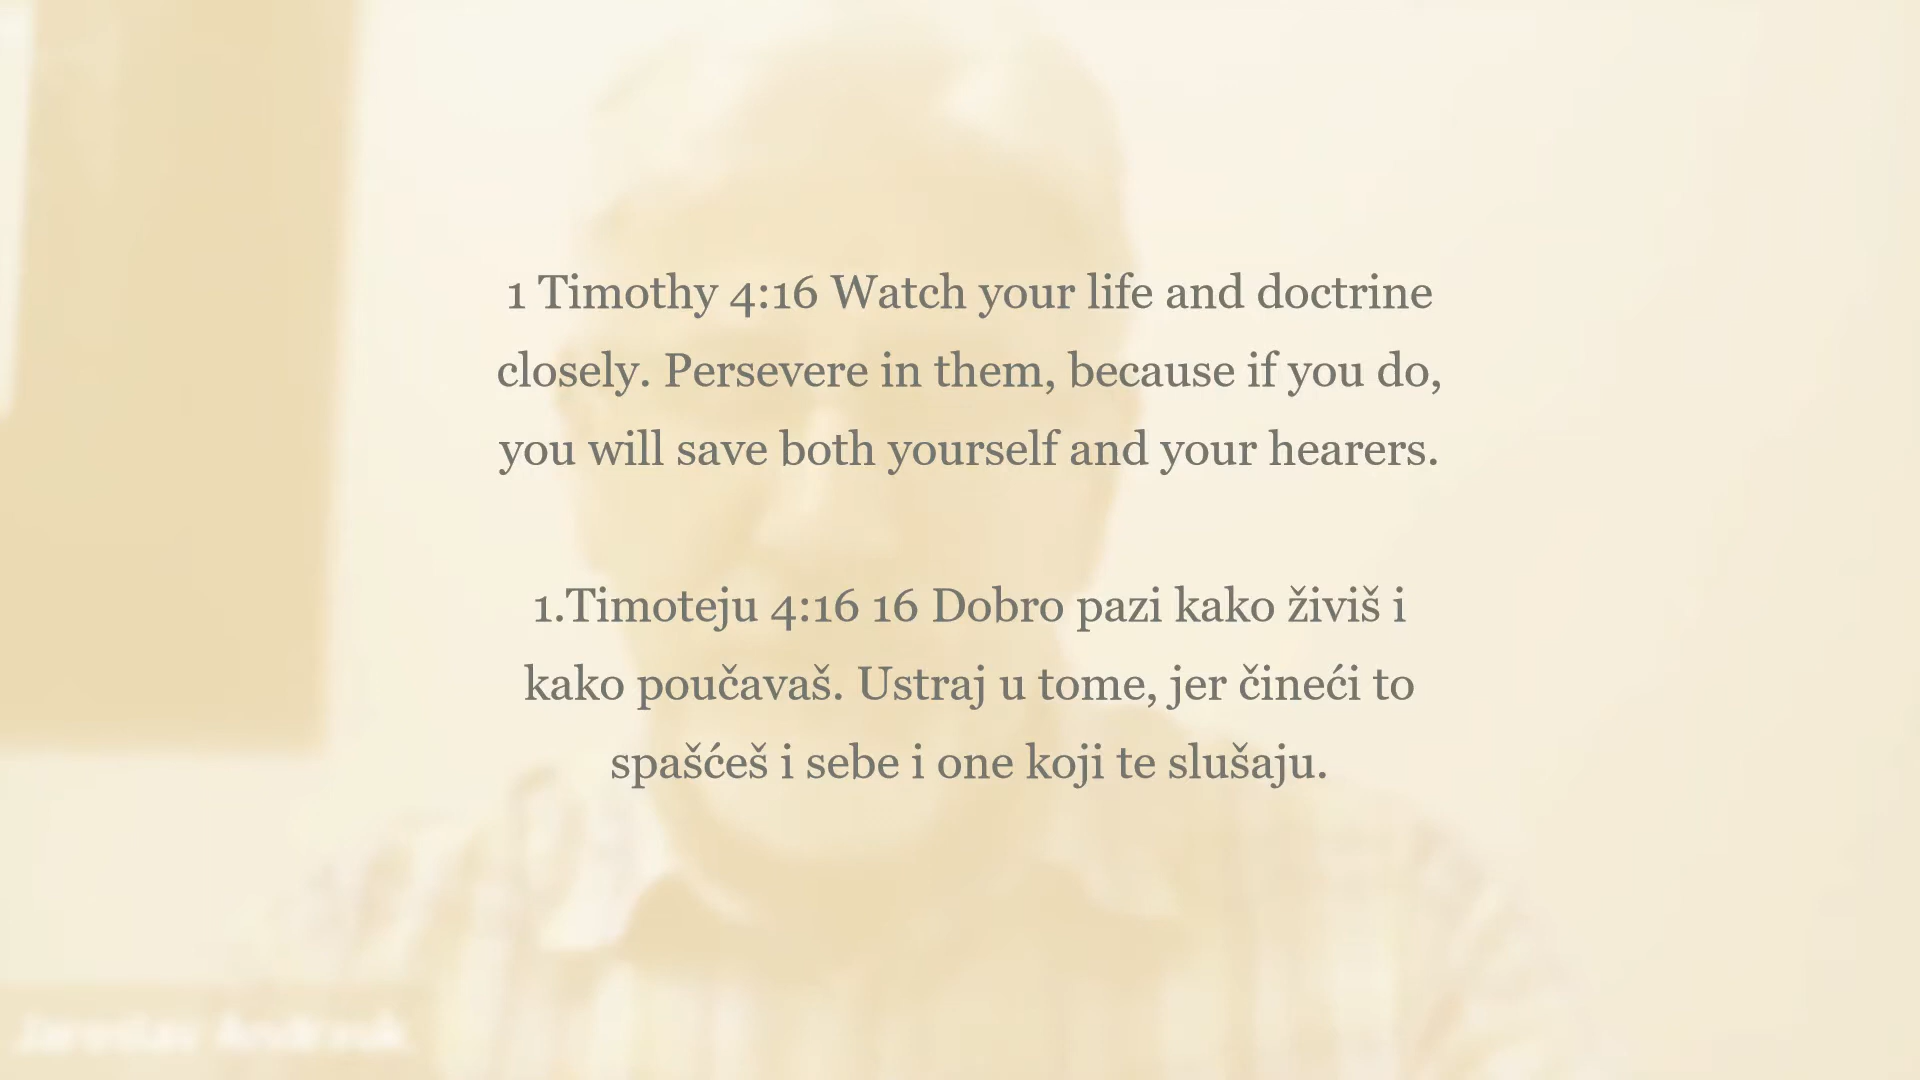 1 Timothy 4:16 Watch your life and doctrine
closely. Persevere in them, because if you do,
you will save both yourself and your hearers.
1.Timoteju 4:16 16 Dobro pazi kako živiš i
kako poučavaš. Ustraj u tome, jer čineći to
spašćeš i sebe i one koji te slušaju.